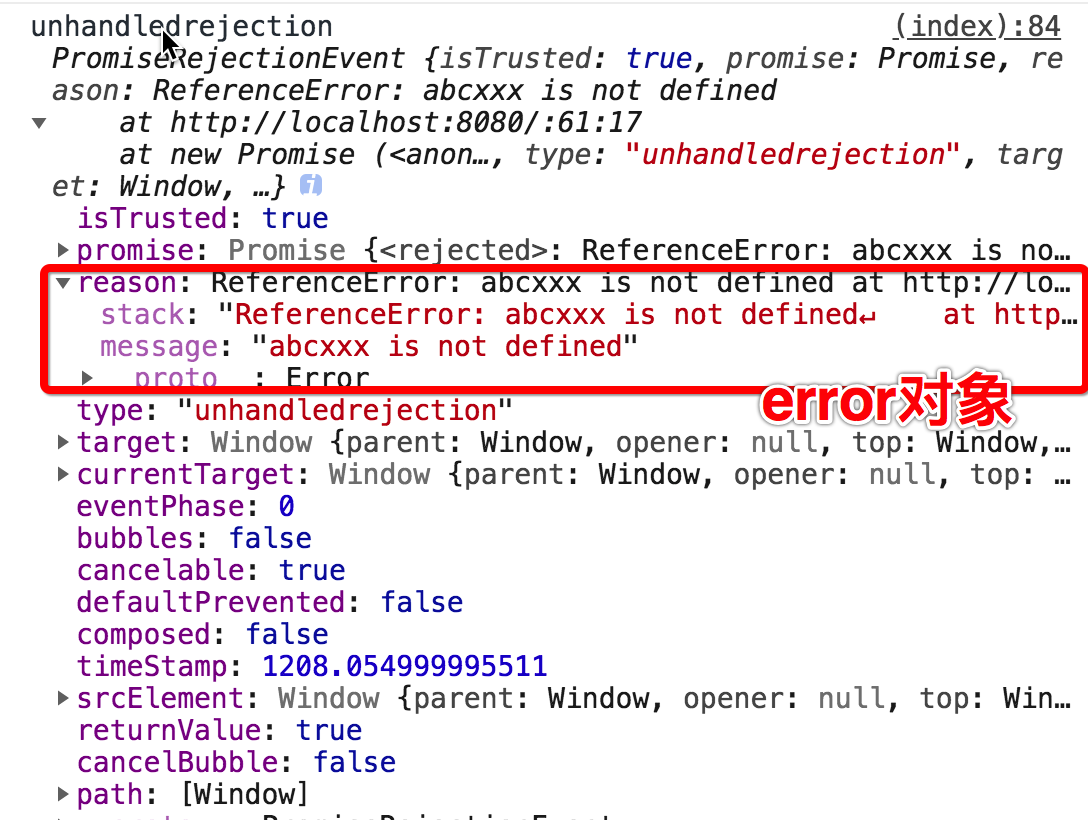 unhandledrejection (index):84
PromiseRejectionEvent {isTrusted: true, promise: Promise, re
ason: ReferenceError: abcxxx is not defined
at http://localhost:8080/:61:17
at new Promise (<anon…, type: "unhandledrejection", targ
et: Window, …} i
isTrusted: true
promise: Promise {<rejected>: ReferenceError: abcxxx is no…
reason: ReferenceError: abcxxx is not defined at http://lo…
stack: "ReferenceError: abcxxx is not defined↵    at http…
message: "abcxxx is not defined"
__proto__: Error
error对象
type: "unhandledrejection"
target: Window {parent: Window, opener: null, top: Window,…
currentTarget: Window {parent: Window, opener: null, top: …
eventPhase: 0
bubbles: false
cancelable: true
defaultPrevented: false
composed: false
timeStamp: 1208.054999995511
srcElement: Window {parent: Window, opener: null, top: Win…
returnValue: true
cancelBubble: false
path: [Window]